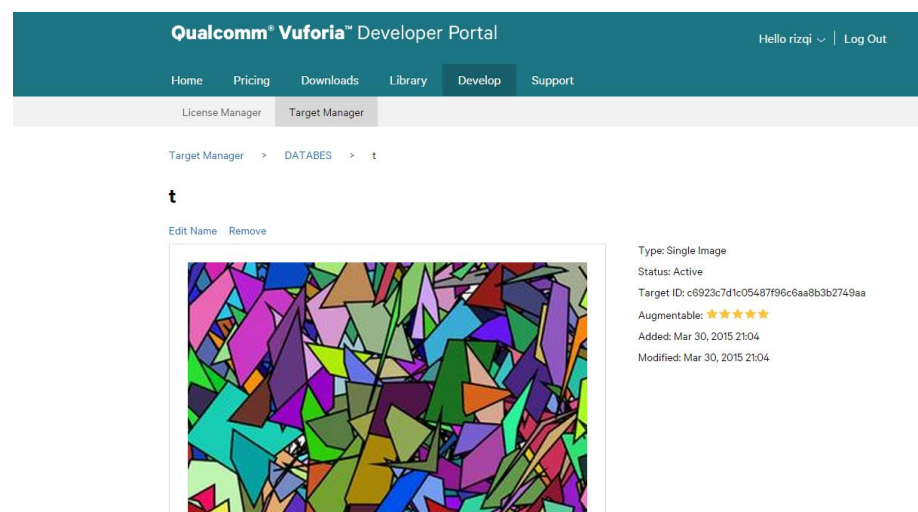 Qualcomm® Vuforia™ Developer Portal
Hello rizqi Log Out
Home Pricing Downloads Library Develop Support
License Manager Target Manager
Target Manager > DATABES > t
t
Edit Name Remove
Type: Single Image
Status: Active
Target ID: c6923c7d1c05487f96c6aa8b3b2749aa
Augmentable:
Added: Mar 30, 2015 21:04
Modified: Mar 30, 2015 21:04